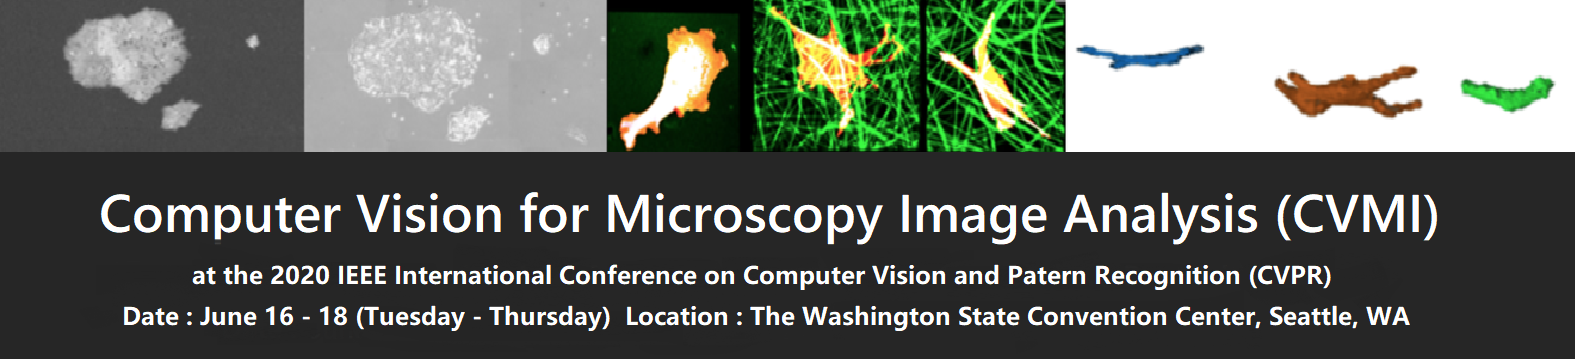 Computer Vision for Microscopy Image Analysis (CVMI)
at the 2020 IEEE International Conference on Computer Vision and Patern Recognition (CVPR)
Date : June 16 - 18 (Tuesday - Thursday)  Location : The Washington State Convention Center, Seattle, WA